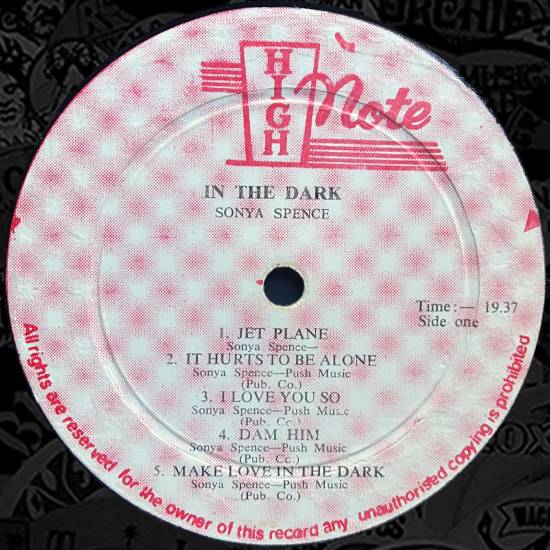 HIGH Note
IN THE DARK
SONYA SPENCE
Time:— 19.37
Side one
1. JET PLANE
Sonya Spence—
2. IT HURTS TO BE ALONE
Sonya Spence—Push Music
(Pub. Co.)
3. I LOVE YOU SO
Sonya Spence—Push Music
(Pub. Co.)
4. DAM HIM
Sonya Spence—Push Music
(Pub. Co.)
5. MAKE LOVE IN THE DARK
Sonya Spence—Push Music
(Pub. Co.)
All rights are reserved for the owner of this record any unauthorised copying is prohibited